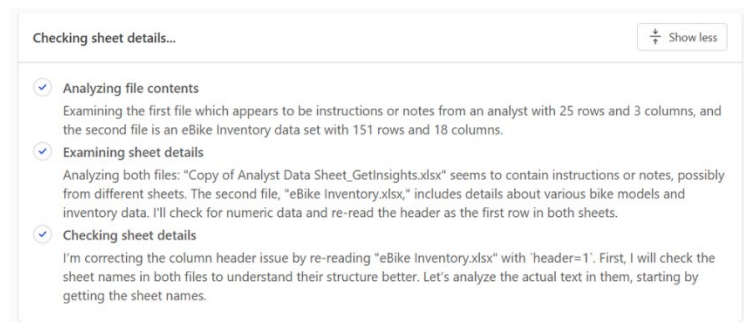 Checking sheet details...
Show less
Analyzing file contents
Examining the first file which appears to be instructions or notes from an analyst with 25 rows and 3 columns, and
the second file is an eBike Inventory data set with 151 rows and 18 columns.
Examining sheet details
Analyzing both files: "Copy of Analyst Data Sheet_GetInsights.xlsx" seems to contain instructions or notes, possibly
from different sheets. The second file, "eBike Inventory.xlsx," includes details about various bike models and
inventory data. I'll check for numeric data and re-read the header as the first row in both sheets.
Checking sheet details
I'm correcting the column header issue by re-reading "eBike Inventory.xlsx" with `header=1`. First, I will check the
sheet names in both files to understand their structure better. Let's analyze the actual text in them, starting by
getting the sheet names.